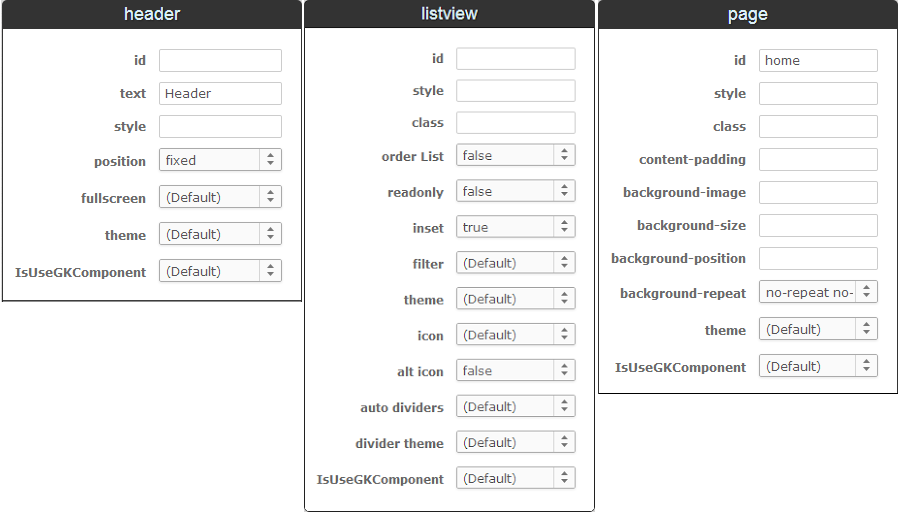 header
id
text Header
style
position fixed
fullscreen (Default)
theme (Default)
IsUseGKComponent (Default)
listview
id
style
class
order List false
readonly false
inset true
filter (Default)
theme (Default)
icon (Default)
alt icon false
auto dividers (Default)
divider theme (Default)
IsUseGKComponent (Default)
page
id home
style
class
content-padding
background-image
background-size
background-position
background-repeat no-repeat no-
theme (Default)
IsUseGKComponent (Default)